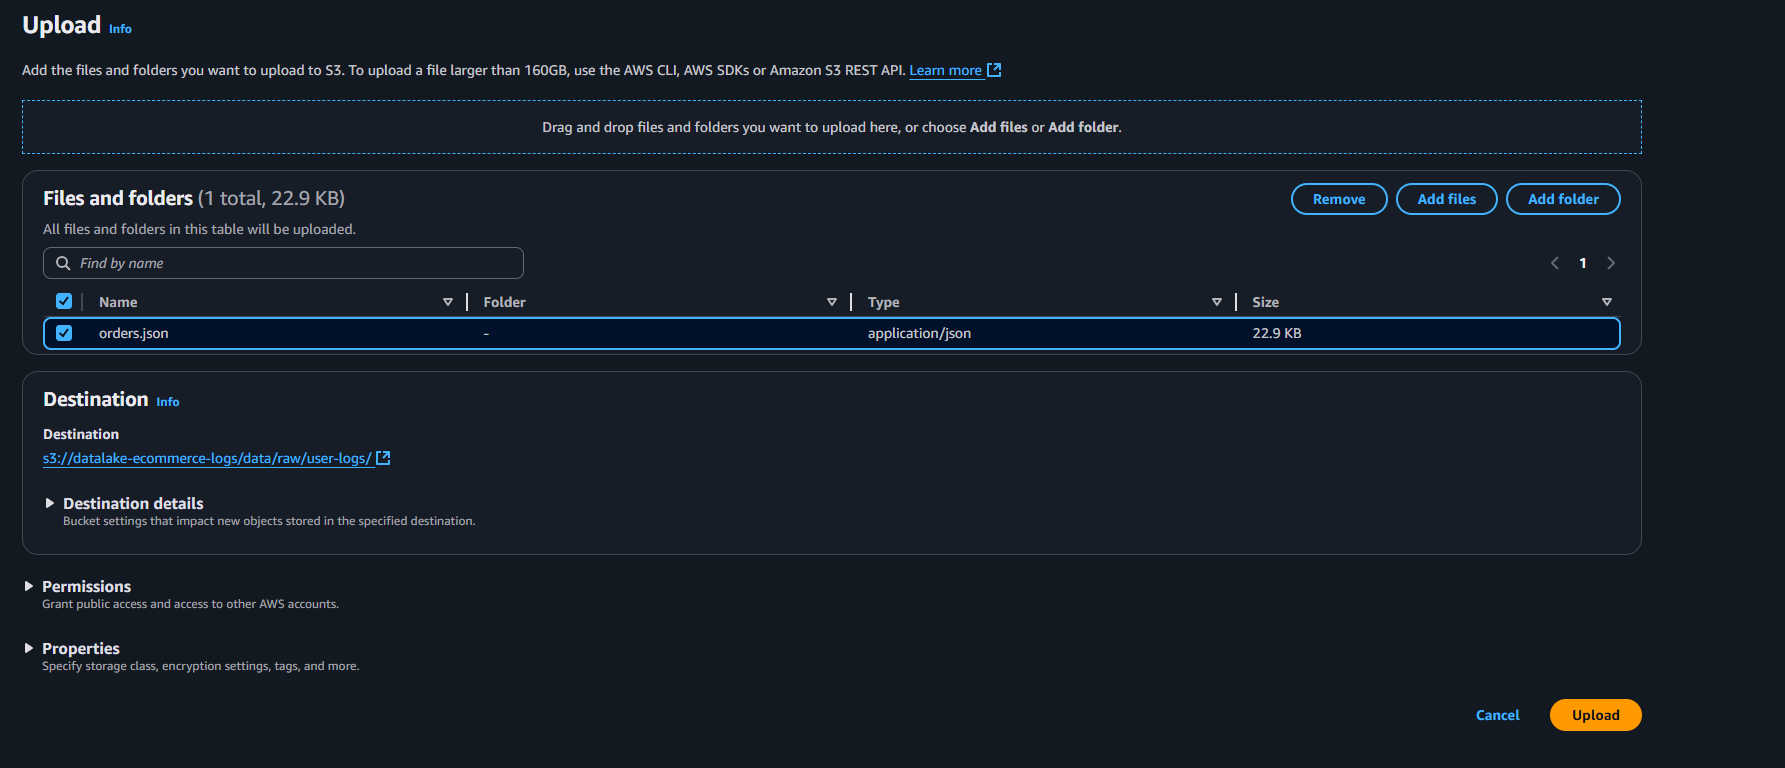 Upload Info
Add the files and folders you want to upload to S3. To upload a file larger than 160GB, use the AWS CLI, AWS SDKs or Amazon S3 REST API. Learn more
Drag and drop files and folders you want to upload here, or choose Add files or Add folder.
Files and folders (1 total, 22.9 KB)
Remove Add files Add folder
All files and folders in this table will be uploaded.
Find by name
1
Name Folder Type Size
orders.json - application/json 22.9 KB
Destination Info
Destination
s3://datalake-ecommerce-logs/data/raw/user-logs/
Destination details
Bucket settings that impact new objects stored in the specified destination.
Permissions
Grant public access and access to other AWS accounts.
Properties
Specify storage class, encryption settings, tags, and more.
Cancel Upload